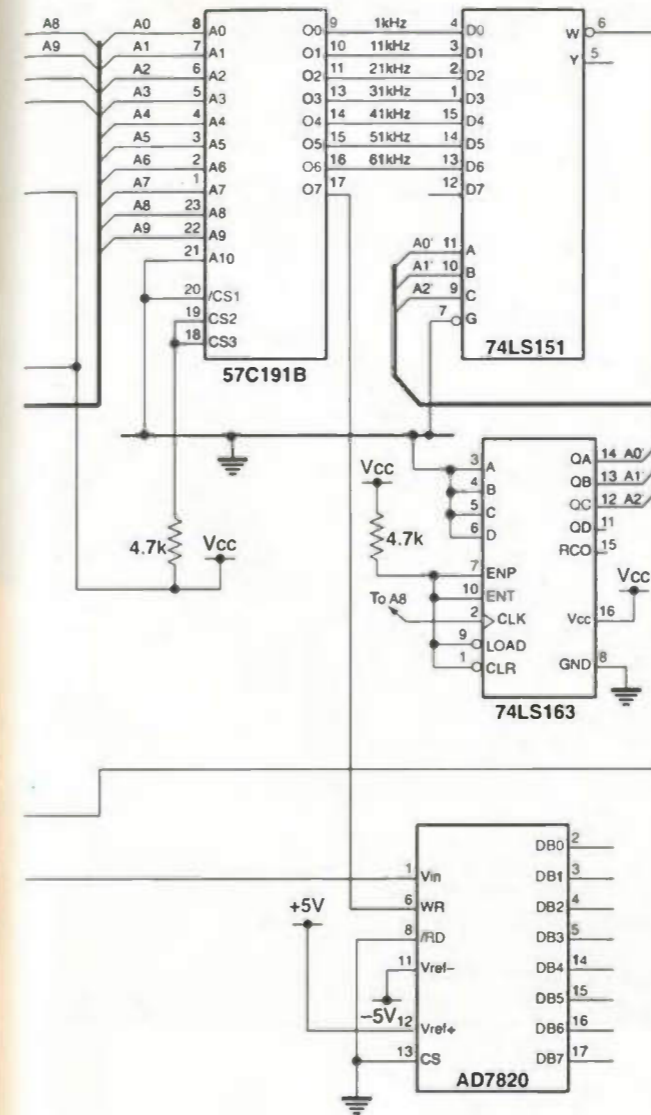 A8 A0 8 A0 O0 9 1kHz 4 D0 W 6
A9 A1 7 A1 O1 10 11kHz 3 D1 Y 5
A2 6 A2 O2 11 21kHz 2 D2
A3 5 A3 O3 13 31kHz 1 D3
A4 4 A4 O4 14 41kHz 15 D4
A5 3 A5 O5 15 51kHz 14 D5
A6 2 A6 O6 16 61kHz 13 D6
A7 1 A7 O7 17 12 D7
A8 23 A8
A9 22 A9 A0' 11 A
21 A10 A1' 10 B
20 /CS1 A2' 9 C
19 CS2 7 G
18 CS3
57C191B
74LS151
Vcc 3 A QA 14 A0'
4 B QB 13 A1'
5 C QC 12 A2'
6 D QD 11
4.7k Vcc 4.7k RCO 15
7 ENP Vcc
10 ENT
To A8 2 CLK Vcc 16
9 LOAD
1 CLR GND 8
74LS163
DB0 2
1 Vin DB1 3
+5V 6 WR DB2 4
8 /RD DB3 5
11 Vref- DB4 14
DB5 15
-5V 12 Vref+ DB6 16
13 CS DB7 17
AD7820